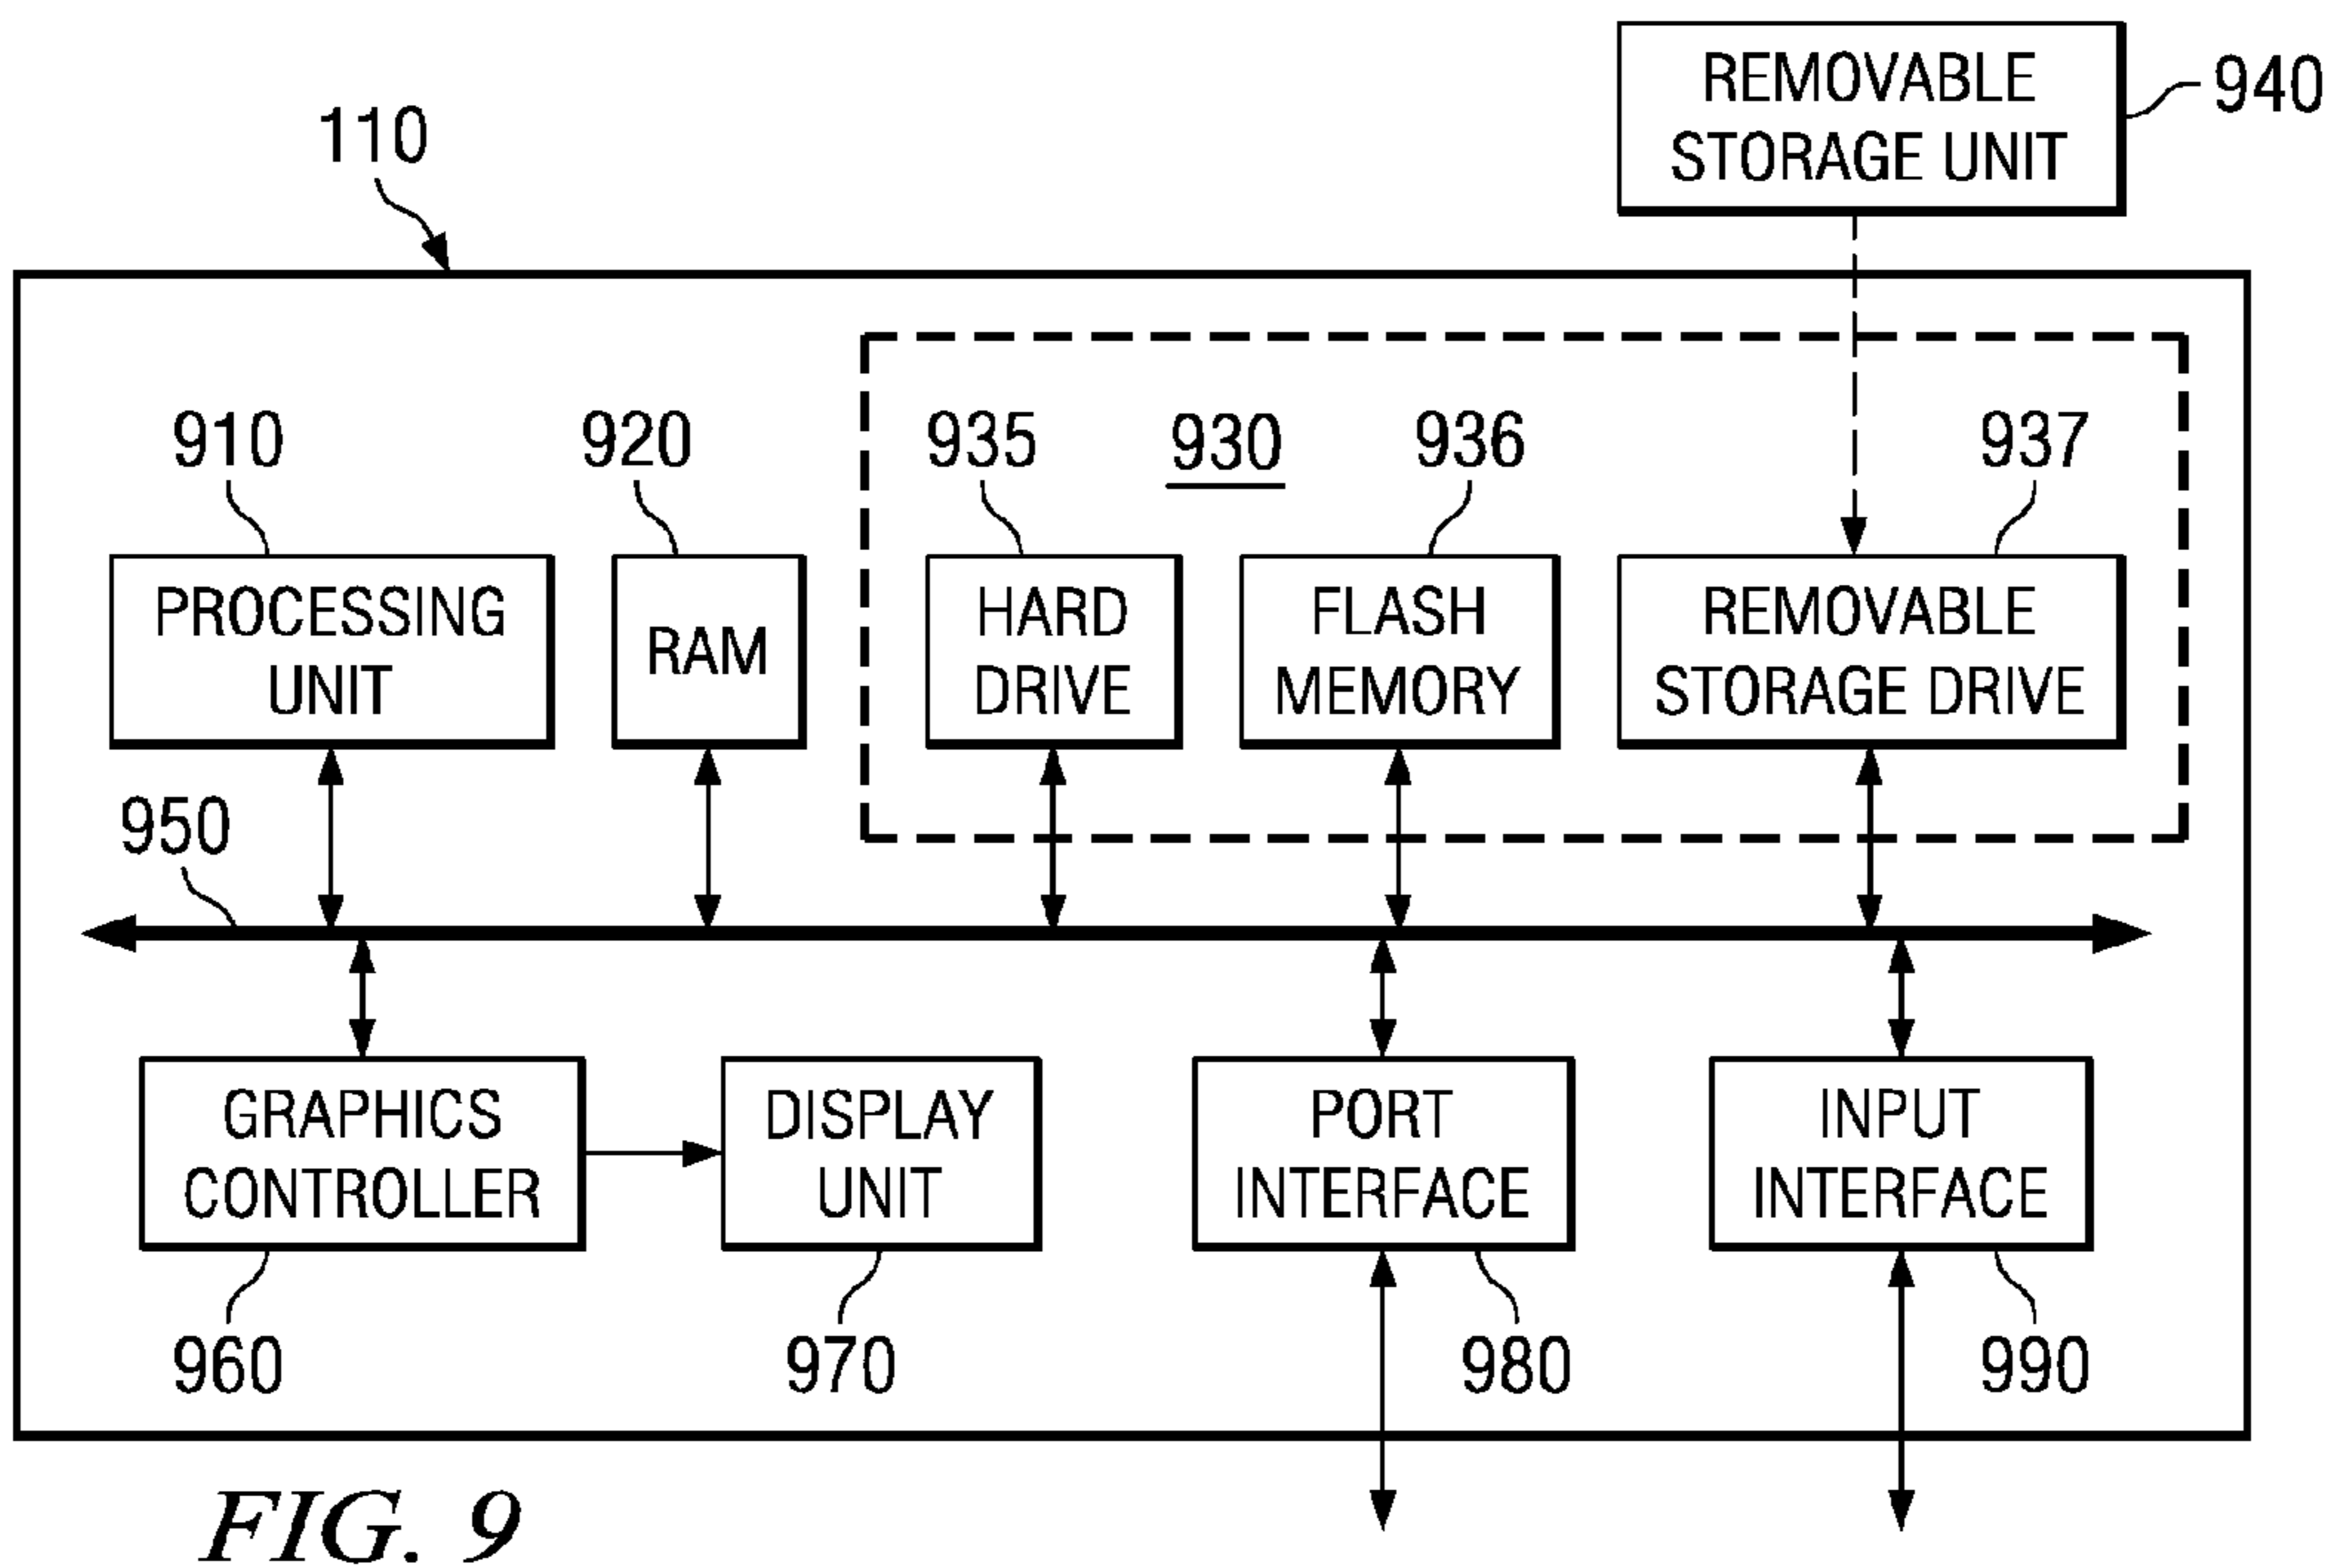 REMOVABLE
STORAGE UNIT
940
110
910
920
935
930
936
937
PROCESSING
UNIT
RAM
HARD
DRIVE
FLASH
MEMORY
REMOVABLE
STORAGE DRIVE
950
GRAPHICS
CONTROLLER
DISPLAY
UNIT
PORT
INTERFACE
INPUT
INTERFACE
960
970
980
990
FIG. 9